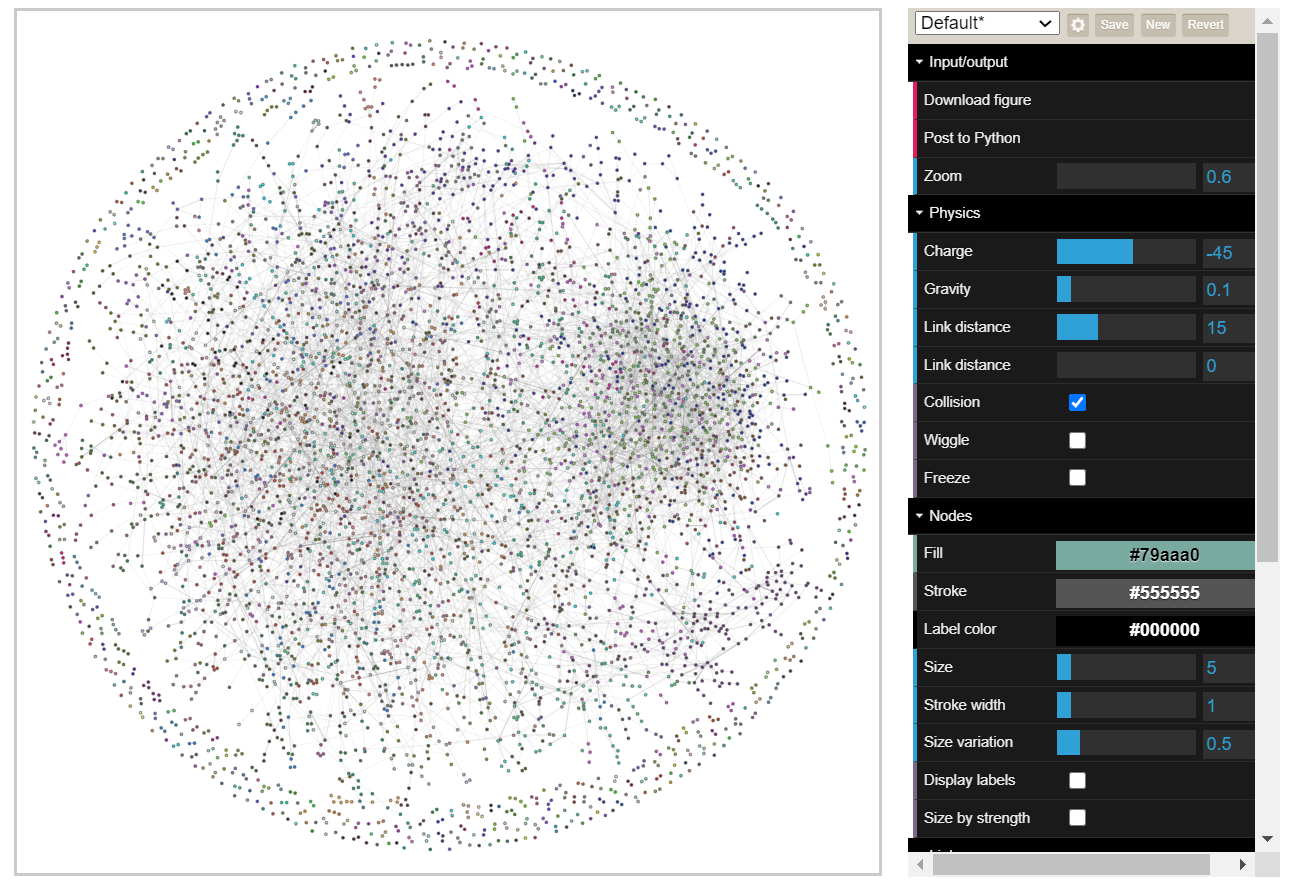 Default* Save New Revert
Input/output
Download figure
Post to Python
Zoom 0.6
Physics
Charge -45
Gravity 0.1
Link distance 15
Link distance 0
Collision
Wiggle
Freeze
Nodes
Fill #79aaa0
Stroke #555555
Label color #000000
Size 5
Stroke width 1
Size variation 0.5
Display labels
Size by strength